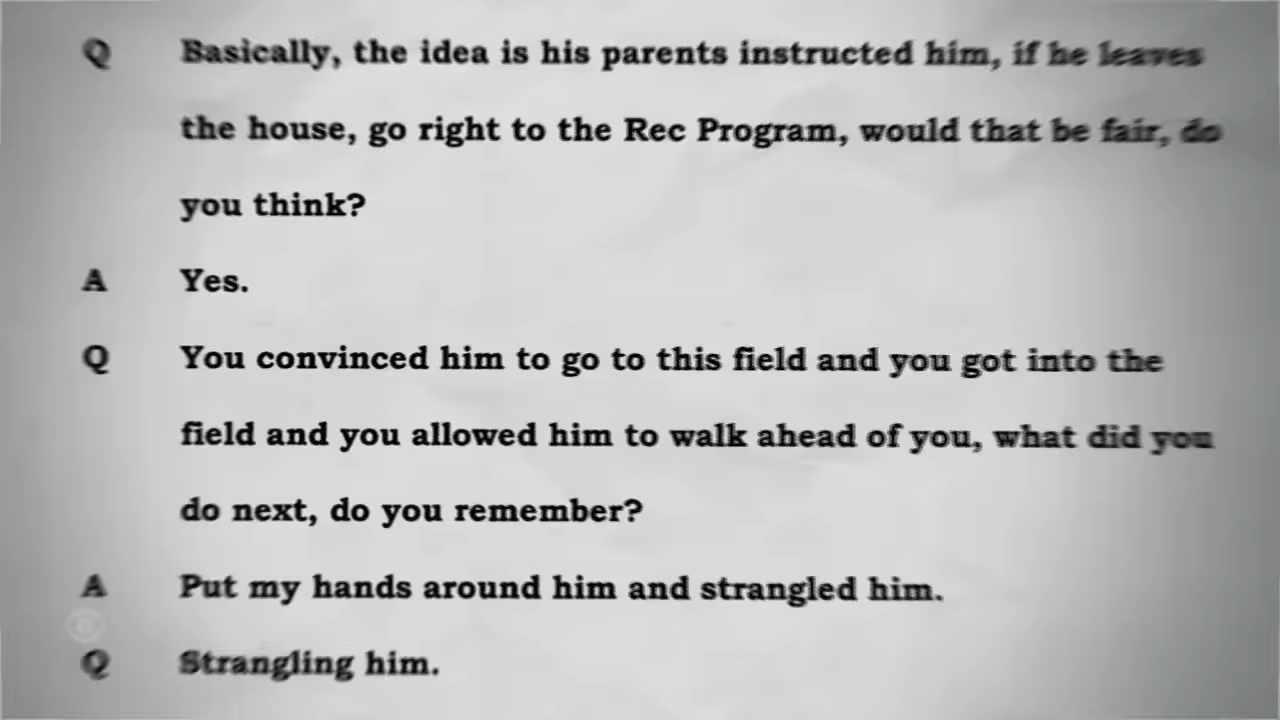 Q Basically, the idea is his parents instructed him, if he leaves
the house, go right to the Rec Program, would that be fair, do
you think?
A Yes.
Q You convinced him to go to this field and you got into the
field and you allowed him to walk ahead of you, what did you
do next, do you remember?
A Put my hands around him and strangled him.
Q Strangling him.